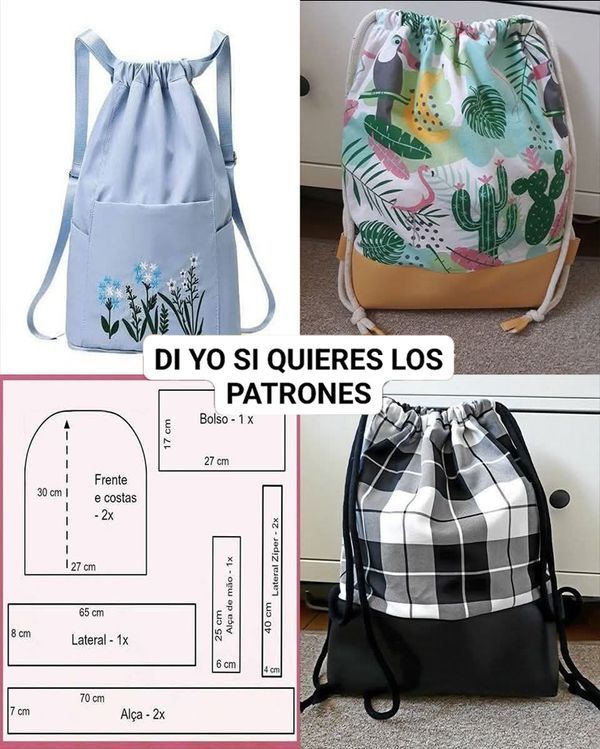 DI YO SI QUIERES LOS
PATRONES
Bolso - 1 x
17 cm
27 cm
Frente
e costas
- 2x
30 cm
27 cm
25 cm
Alça de mão - 1x
6 cm
40 cm
Lateral Ziper - 2x
4 cm
65 cm
8 cm
Lateral - 1x
70 cm
7 cm
Alça - 2x